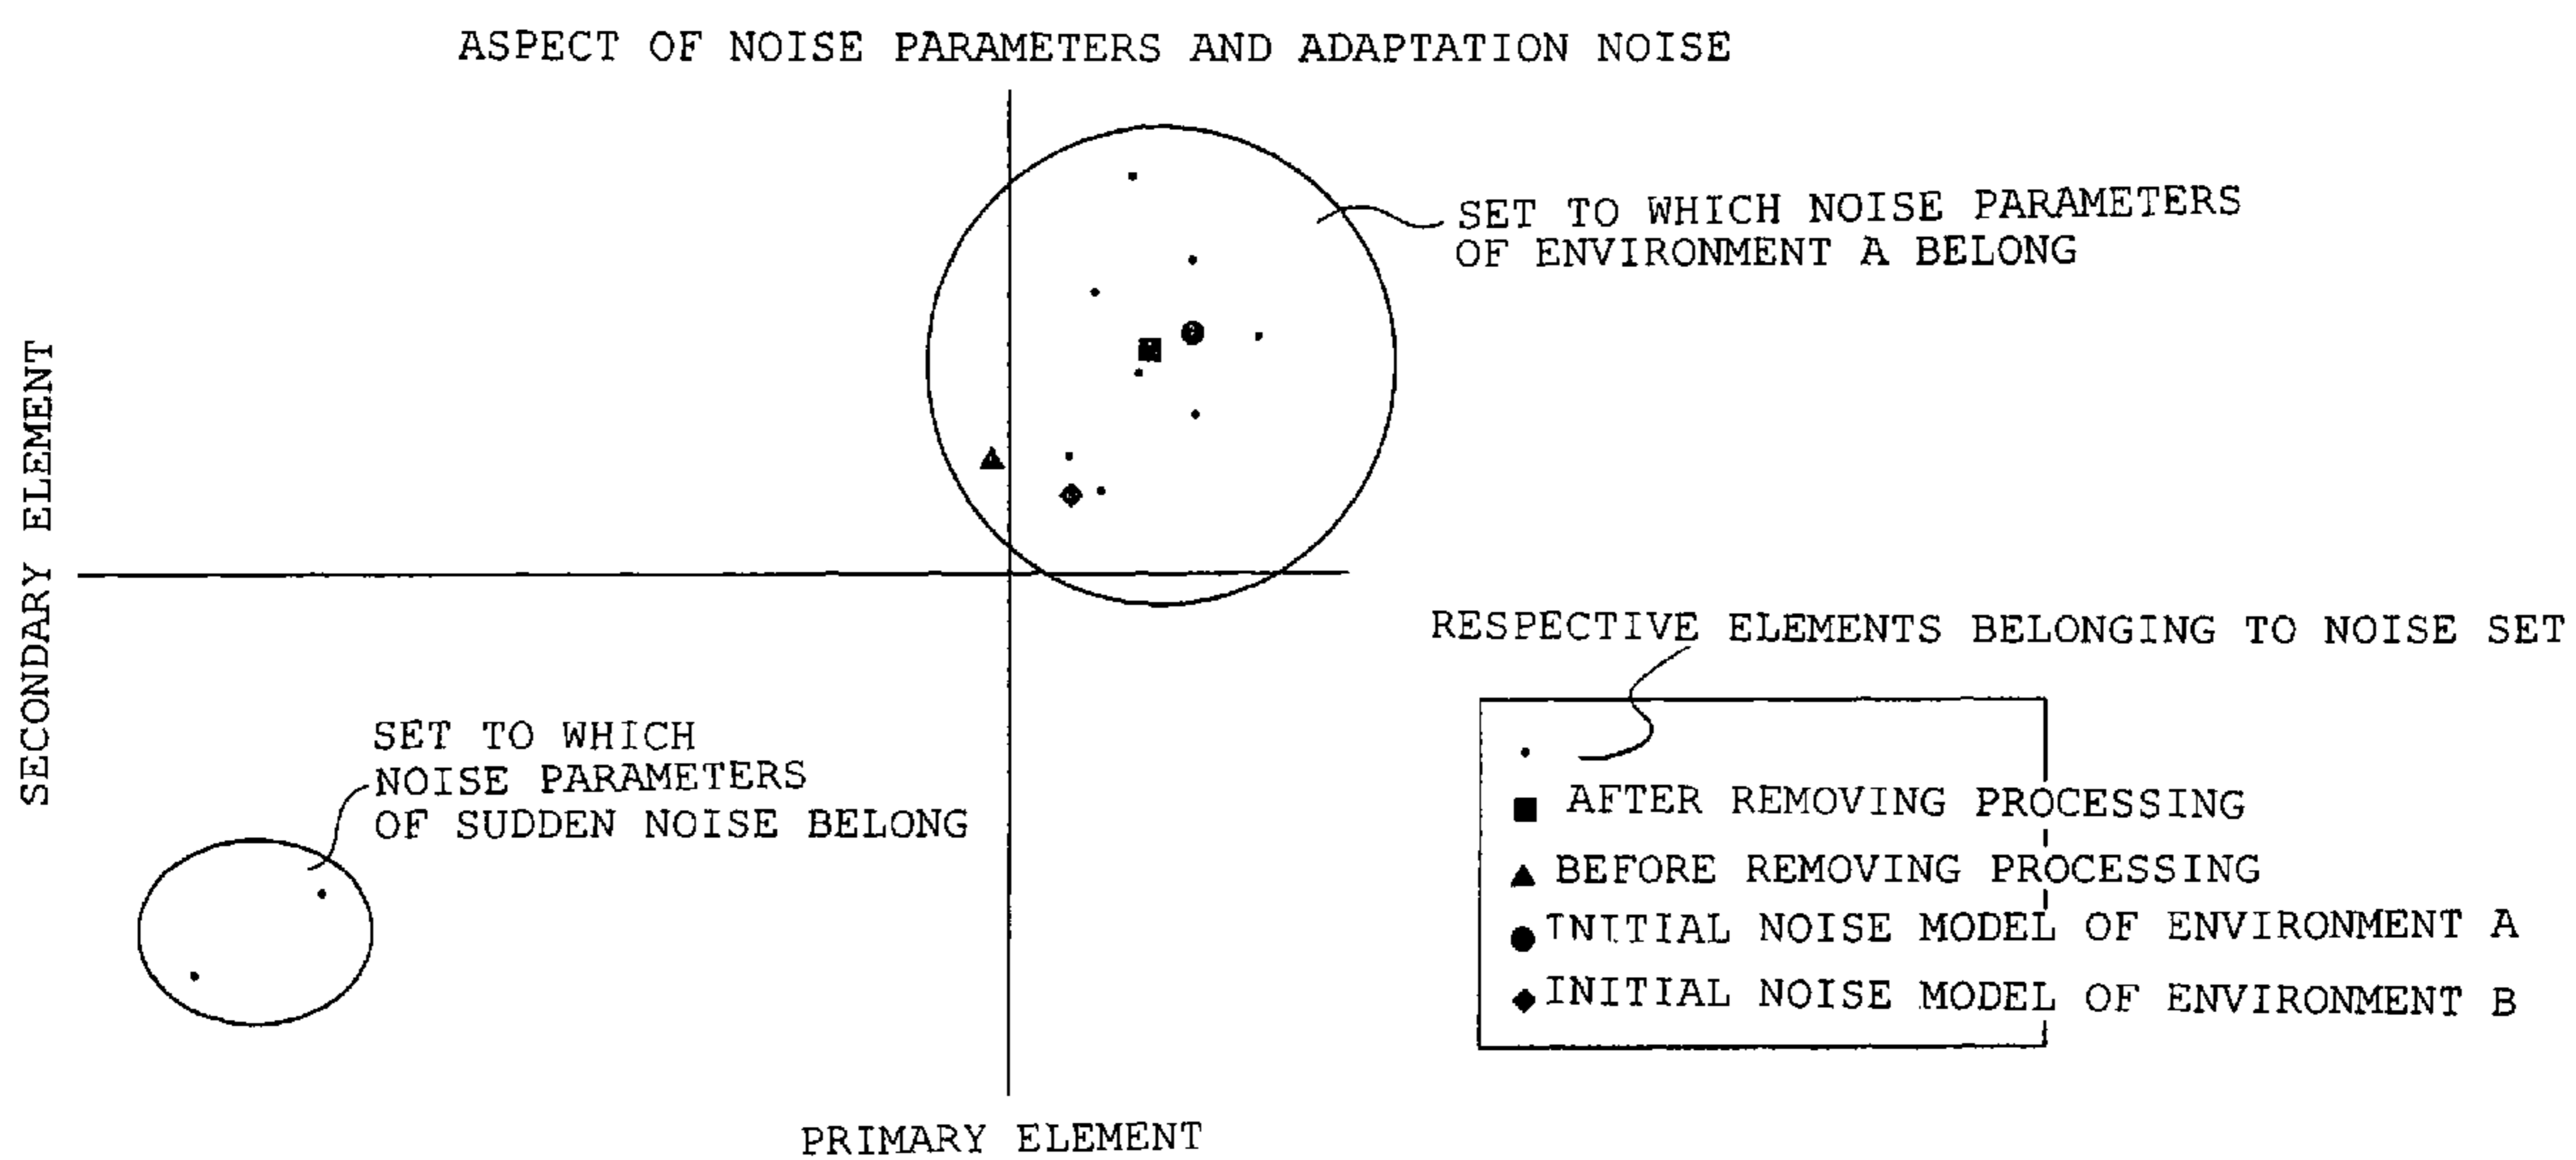 ASPECT OF NOISE PARAMETERS AND ADAPTATION NOISE
SET TO WHICH NOISE PARAMETERS
OF ENVIRONMENT A BELONG
SECONDARY ELEMENT
RESPECTIVE ELEMENTS BELONGING TO NOISE SET
SET TO WHICH
NOISE PARAMETERS
OF SUDDEN NOISE BELONG
AFTER REMOVING PROCESSING
BEFORE REMOVING PROCESSING
INITIAL NOISE MODEL OF ENVIRONMENT A
INITIAL NOISE MODEL OF ENVIRONMENT B
PRIMARY ELEMENT